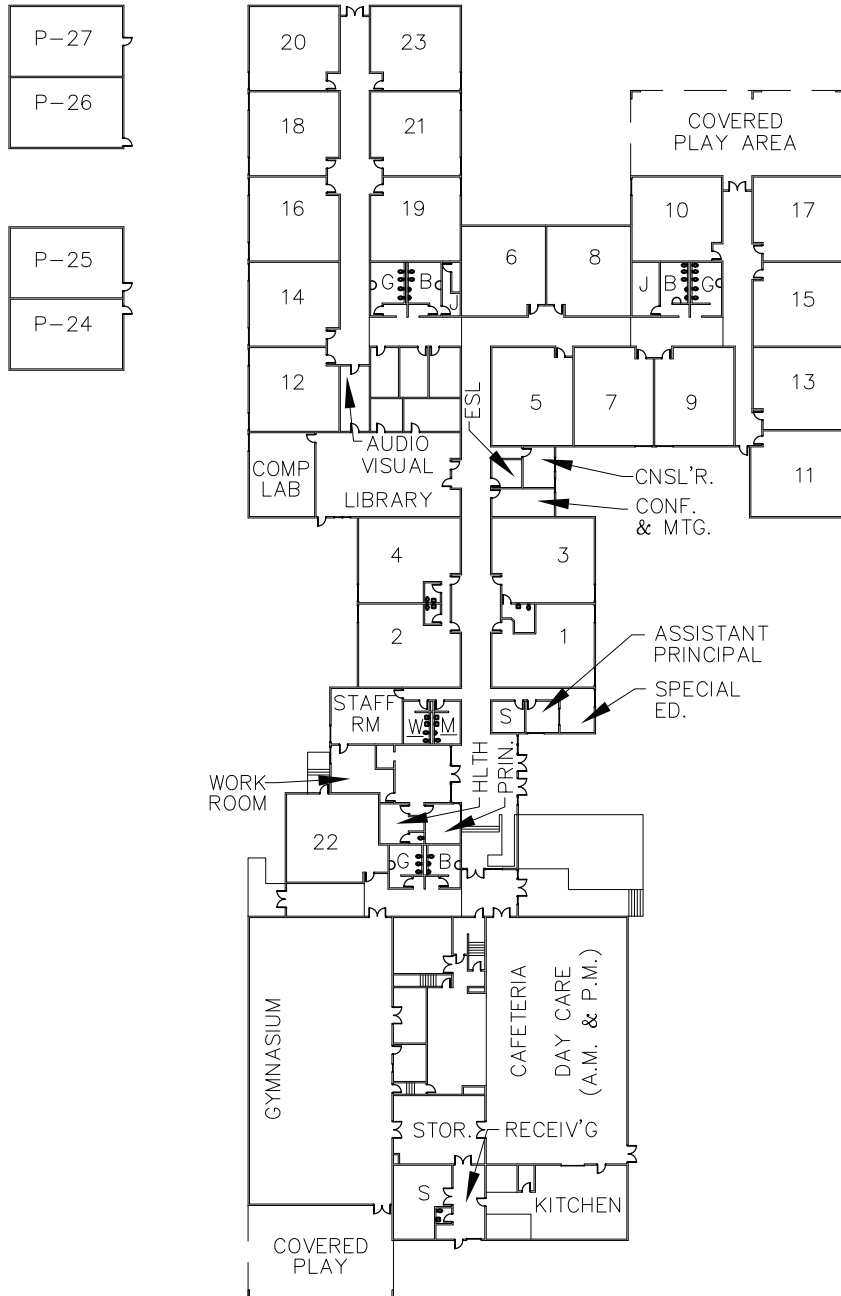 P-27
20
23
P-26
18
21
COVERED
PLAY AREA
16
19
10
17
P-25
6
8
G
B
J
J
B
G
14
15
P-24
12
5
7
9
13
ESL
AUDIO
VISUAL
COMP
LAB
LIBRARY
CNSL'R.
11
CONF.
& MTG.
4
3
2
1
ASSISTANT
PRINCIPAL
STAFF
RM
W
M
S
SPECIAL
ED.
HLTH
PRIN.
WORK
ROOM
22
G
B
GYMNASIUM
CAFETERIA
DAY CARE
(A.M. & P.M.)
STOR.
RECEIV'G
S
KITCHEN
COVERED
PLAY